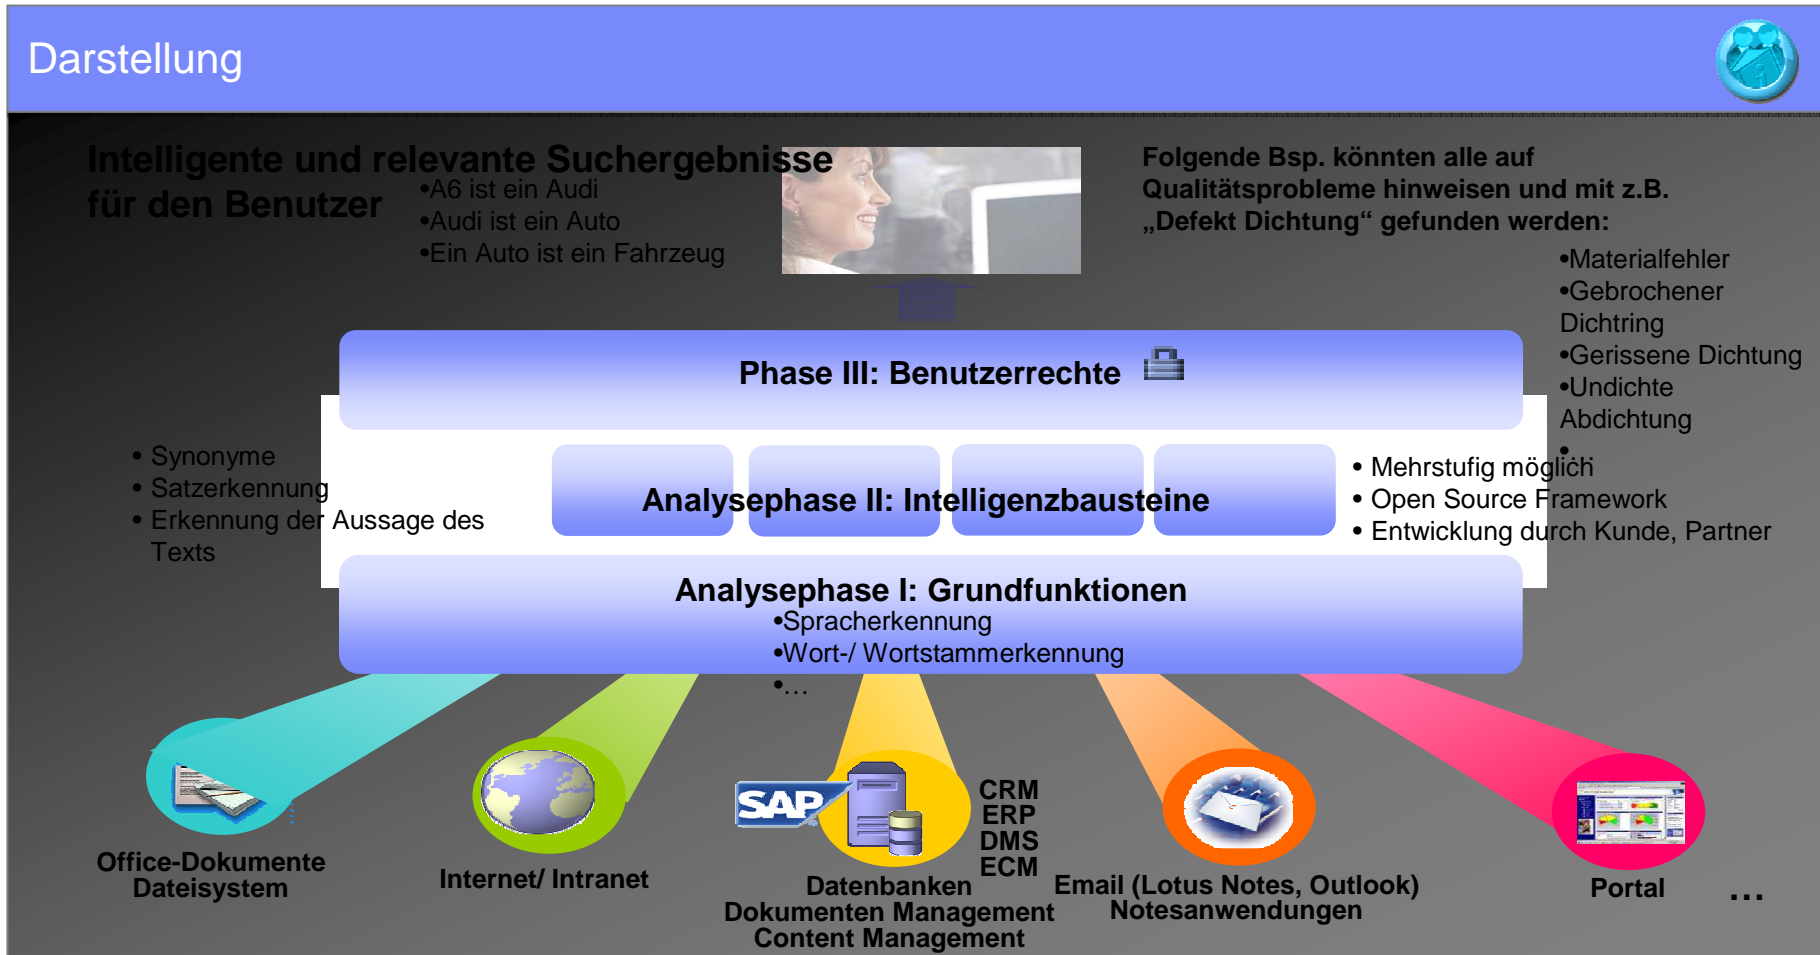 Darstellung
Intelligente und relevante Suchergebnisse
für den Benutzer
•A6 ist ein Audi
•Audi ist ein Auto
•Ein Auto ist ein Fahrzeug
Folgende Bsp. könnten alle auf
Qualitätsprobleme hinweisen und mit z.B.
„Defekt Dichtung“ gefunden werden:
•Materialfehler
•Gebrochener
Dichtring
•Gerissene Dichtung
•Undichte
Abdichtung
•…
Phase III: Benutzerrechte
• Synonyme
• Satzerkennung
• Erkennung der Aussage des
Texts
Analysephase II: Intelligenzbausteine
• Mehrstufig möglich
• Open Source Framework
• Entwicklung durch Kunde, Partner
Analysephase I: Grundfunktionen
•Spracherkennung
•Wort-/ Wortstammerkennung
•…
Office-Dokumente
Dateisystem
Internet/ Intranet
SAP
CRM
ERP
DMS
ECM
Datenbanken
Dokumenten Management
Content Management
Email (Lotus Notes, Outlook)
Notesanwendungen
Portal
…